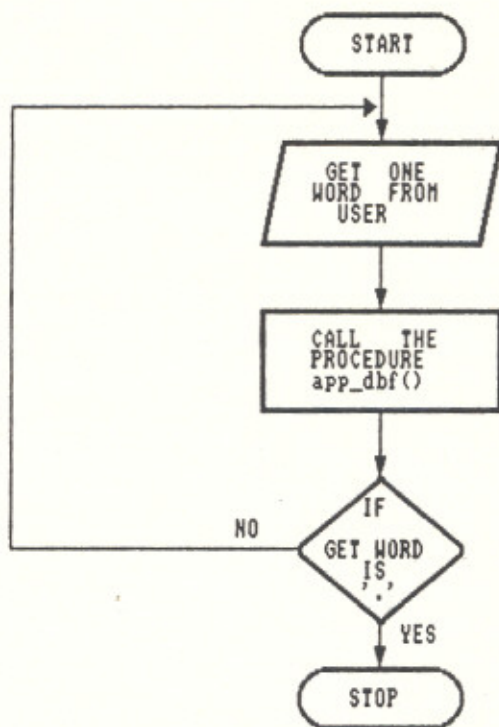 START
GET ONE
WORD FROM
USER
CALL THE
PROCEDURE
app_dbf()
IF
GET WORD
IS
'.'
NO
YES
STOP